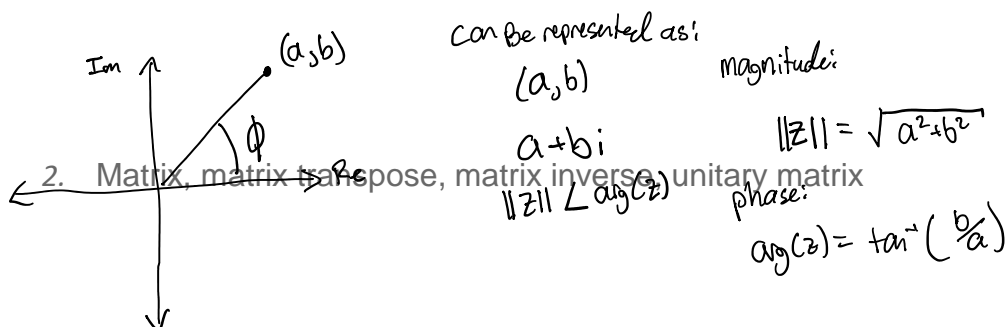 Im
(a,b)
ϕ
Re
can Be represented as:
(a,b)
a+bi
||z|| ∠ arg(z)
magnitude:
||z|| = √(a²+b²)
phase:
arg(z) = tan⁻¹(b/a)
2. Matrix, matrix transpose, matrix inverse, unitary matrix